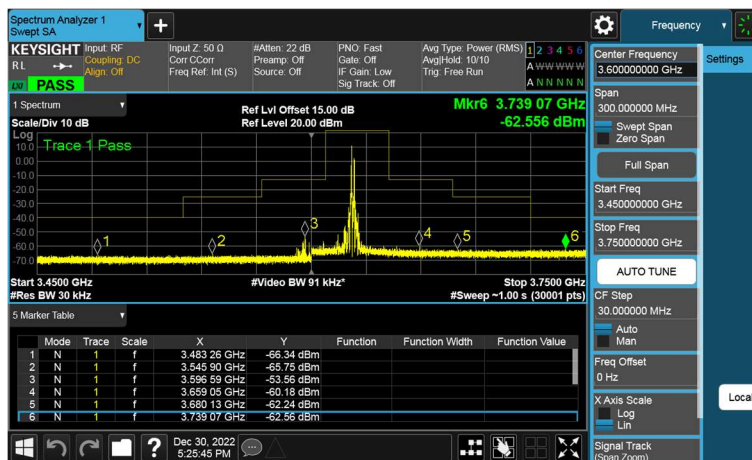 Spectrum Analyzer 1
Swept SA
Frequency
KEYSIGHT Input: RF Input Z: 50 Ω #Atten: 22 dB PNO: Fast Avg Type: Power (RMS) 1 2 3 4 5 6
RL Coupling: DC Corr CCorr Preamp: Off Gate: Off Avg|Hold: 10/10 A W W W W W
Align: Off Freq Ref: Int (S) Source: Off IF Gain: Low Trig: Free Run
LXI PASS Sig Track: Off A N N N N N
1 Spectrum
Scale/Div 10 dB
Ref Lvl Offset 15.00 dB
Ref Level 20.00 dBm
Mkr6 3.739 07 GHz
-62.556 dBm
Log
Trace 1 Pass
10.0
0.00
-10.0
-20.0
-30.0
-40.0
-50.0
-60.0
-70.0
1
2
3
4
5
6
Start 3.4500 GHz #Video BW 91 kHz* Stop 3.7500 GHz
#Res BW 30 kHz #Sweep ~1.00 s (30001 pts)
5 Marker Table
Mode Trace Scale X Y Function Function Width Function Value
1 N 1 f 3.483 26 GHz -66.34 dBm
2 N 1 f 3.545 90 GHz -65.75 dBm
3 N 1 f 3.596 59 GHz -53.56 dBm
4 N 1 f 3.659 05 GHz -60.18 dBm
5 N 1 f 3.680 13 GHz -62.24 dBm
6 N 1 f 3.739 07 GHz -62.56 dBm
?
Dec 30, 2022
5:25:45 PM
Center Frequency
3.600000000 GHz
Settings
Span
300.000000 MHz
Swept Span
Zero Span
Full Span
Start Freq
3.450000000 GHz
Stop Freq
3.750000000 GHz
AUTO TUNE
CF Step
30.000000 MHz
Auto
Man
Freq Offset
0 Hz
X Axis Scale
Log
Lin
Local
Signal Track
(Span Zoom)